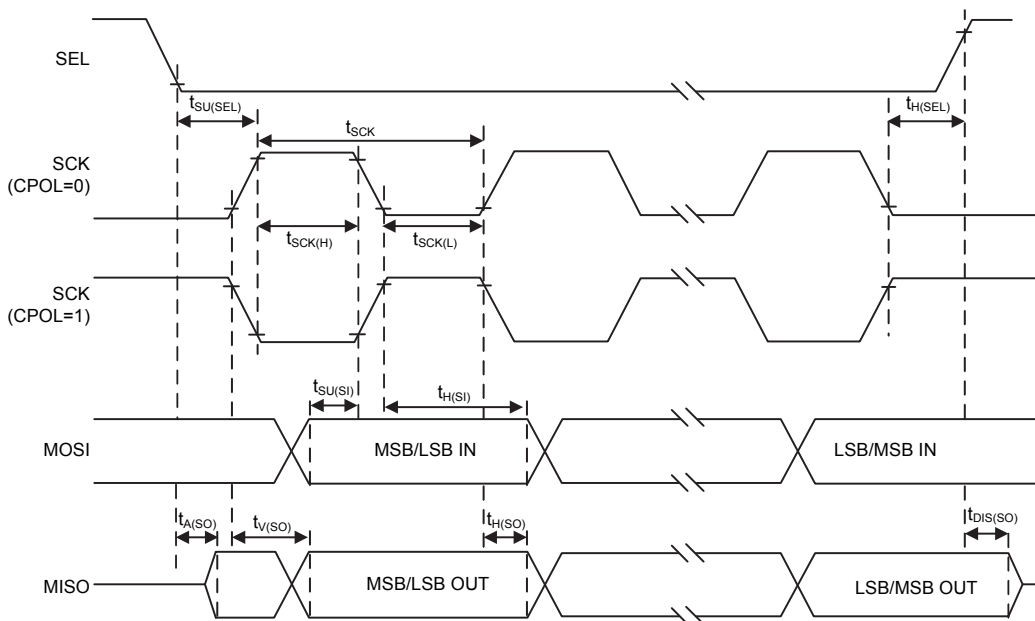 SEL
tSU(SEL)
tH(SEL)
tSCK
SCK
(CPOL=0)
tSCK(H)
tSCK(L)
SCK
(CPOL=1)
tSU(SI)
tH(SI)
MOSI
MSB/LSB IN
LSB/MSB IN
tA(SO)
tV(SO)
tH(SO)
tDIS(SO)
MISO
MSB/LSB OUT
LSB/MSB OUT